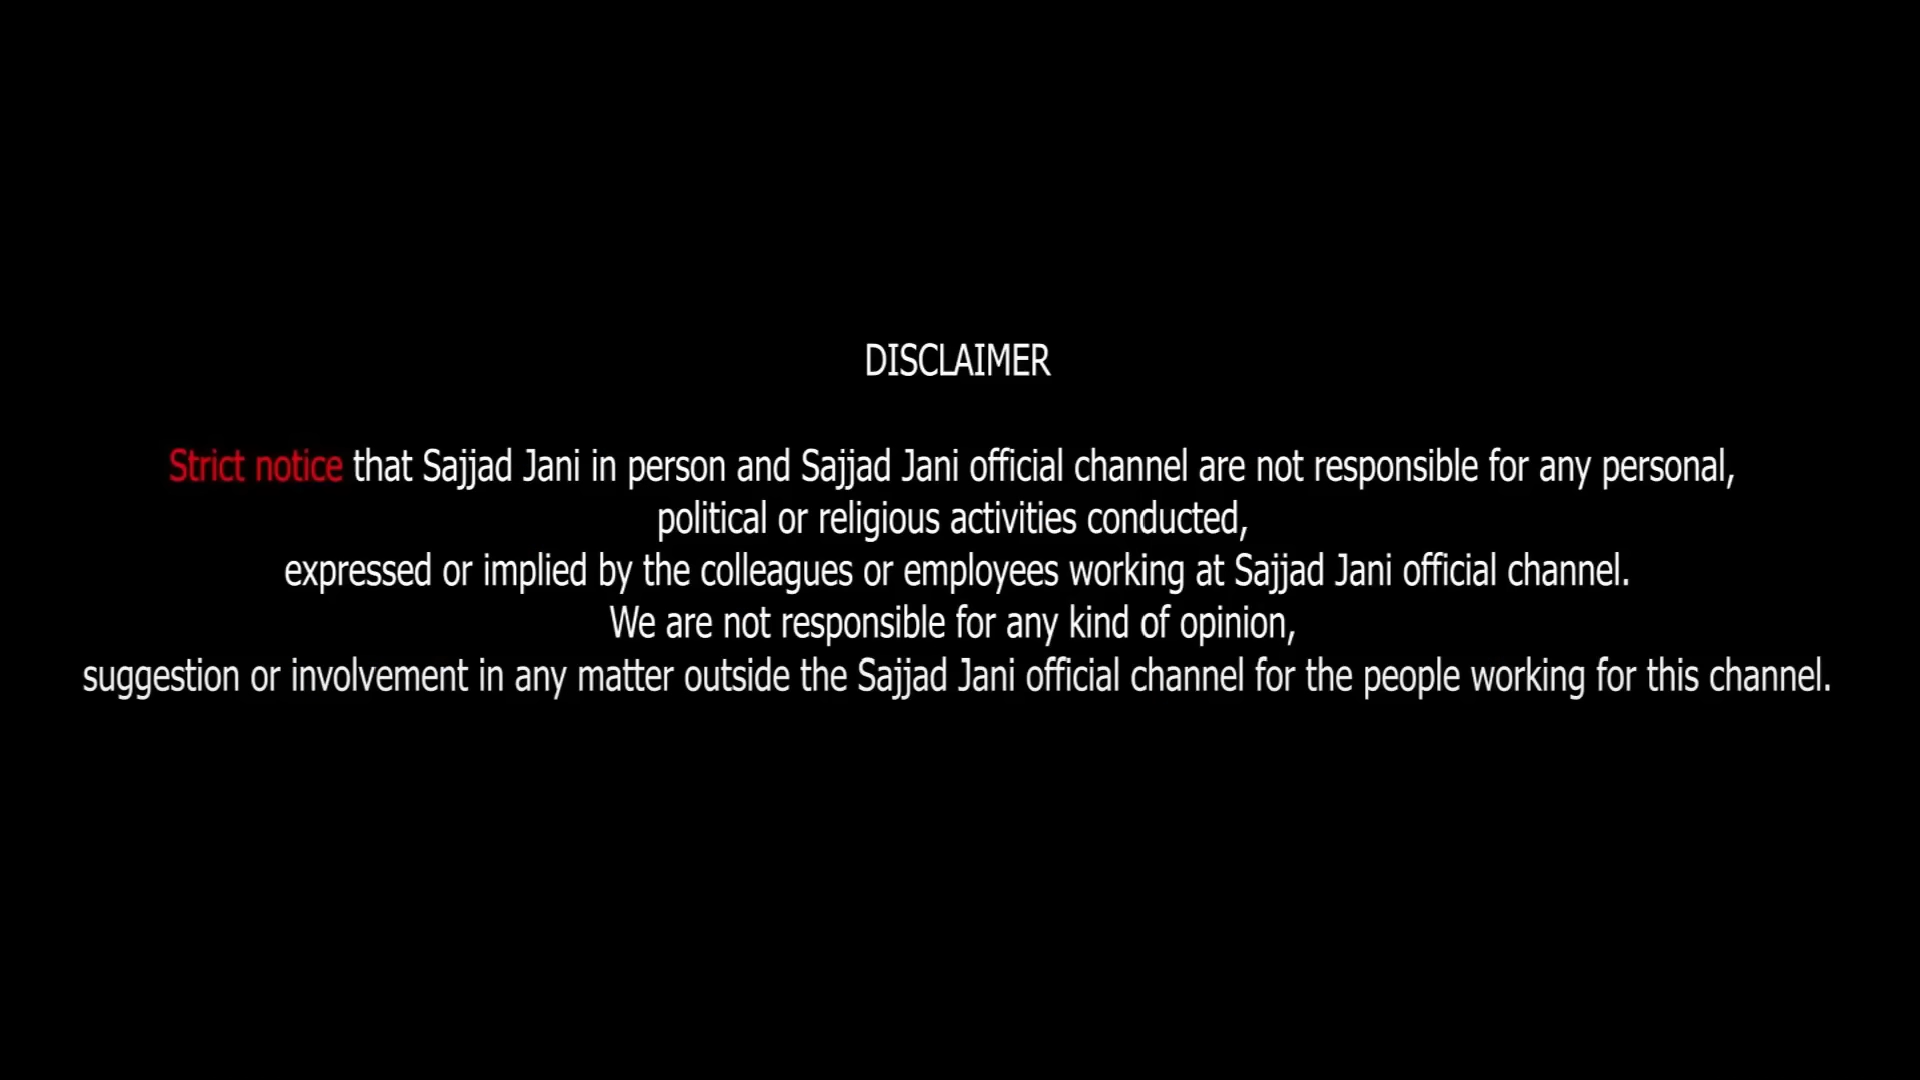 DISCLAIMER
Strict notice that Sajjad Jani in person and Sajjad Jani official channel are not responsible for any personal,
political or religious activities conducted,
expressed or implied by the colleagues or employees working at Sajjad Jani official channel.
We are not responsible for any kind of opinion,
suggestion or involvement in any matter outside the Sajjad Jani official channel for the people working for this channel.